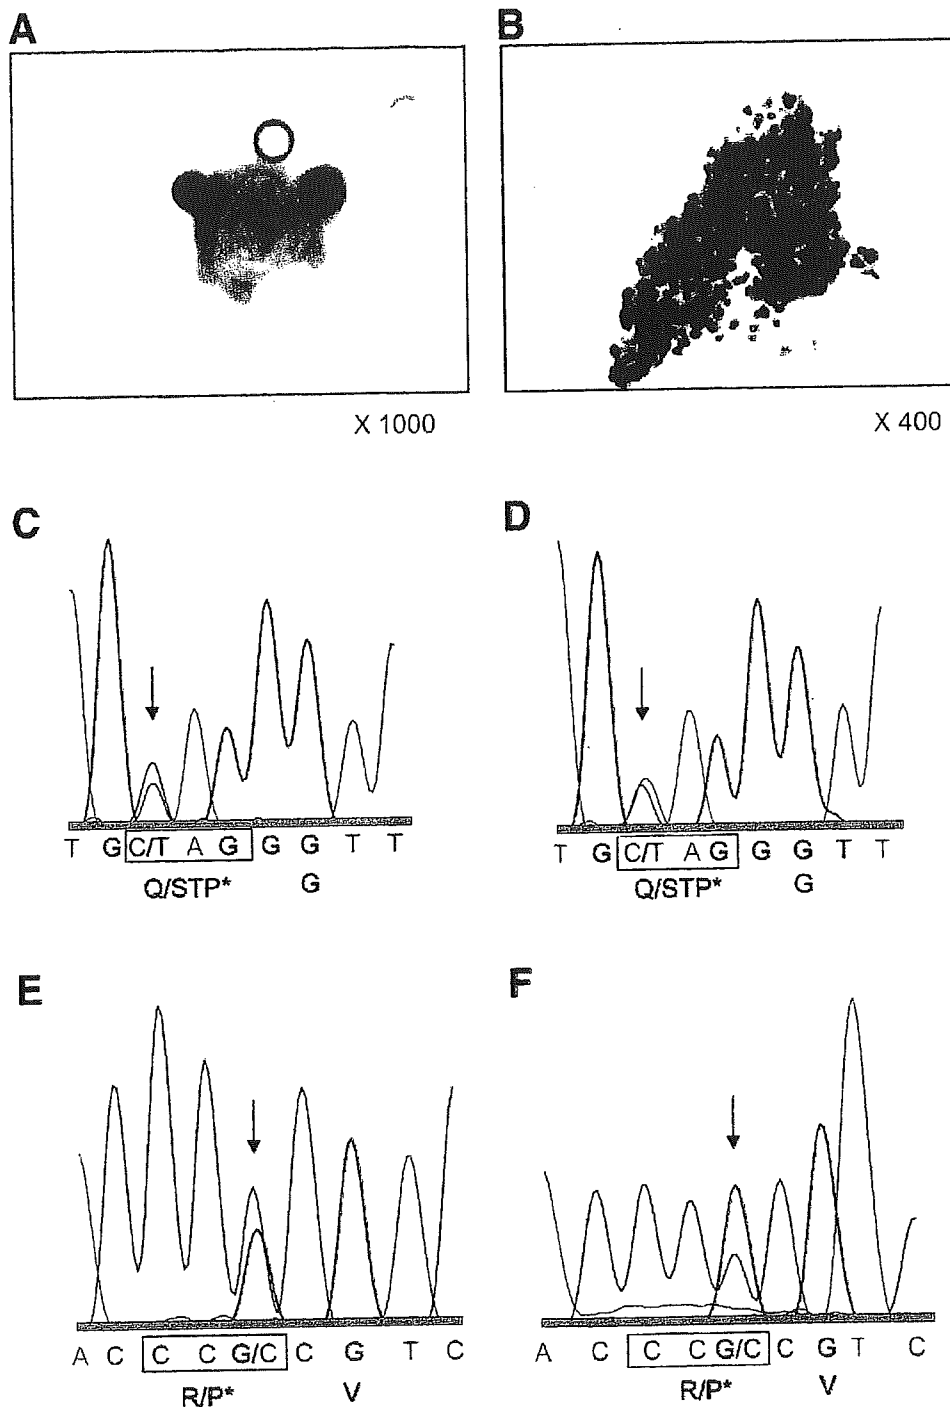 A
B
X 1000
X 400
C
D
T G C/T A G G G T T
Q/STP* G
T G C/T A G G G T T
Q/STP* G
E
F
A C C C G/C C G T C
R/P* V
A C C C G/C C G T C
R/P* V